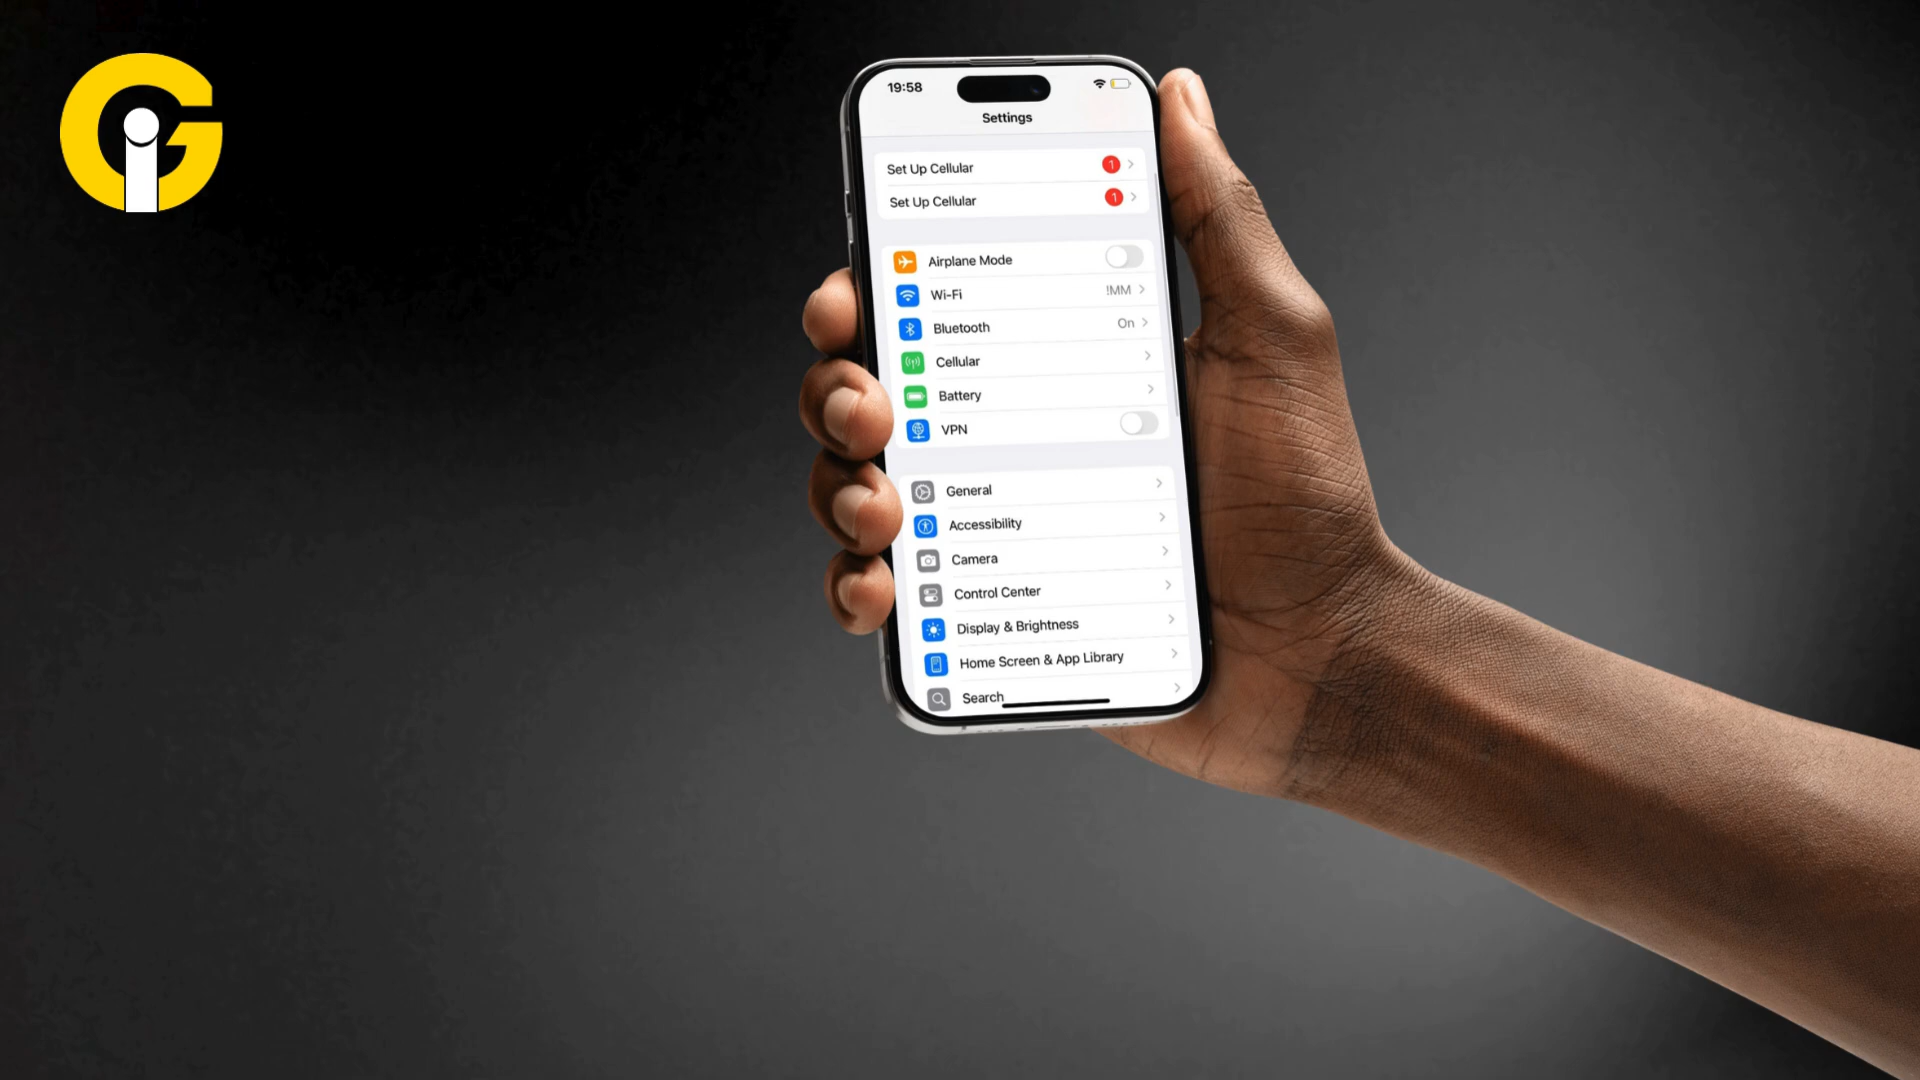 Gi
19:58
Settings
Set Up Cellular 1
Set Up Cellular 1
Airplane Mode
Wi-Fi !MM
Bluetooth On
Cellular
Battery
VPN
General
Accessibility
Camera
Control Center
Display & Brightness
Home Screen & App Library
Search